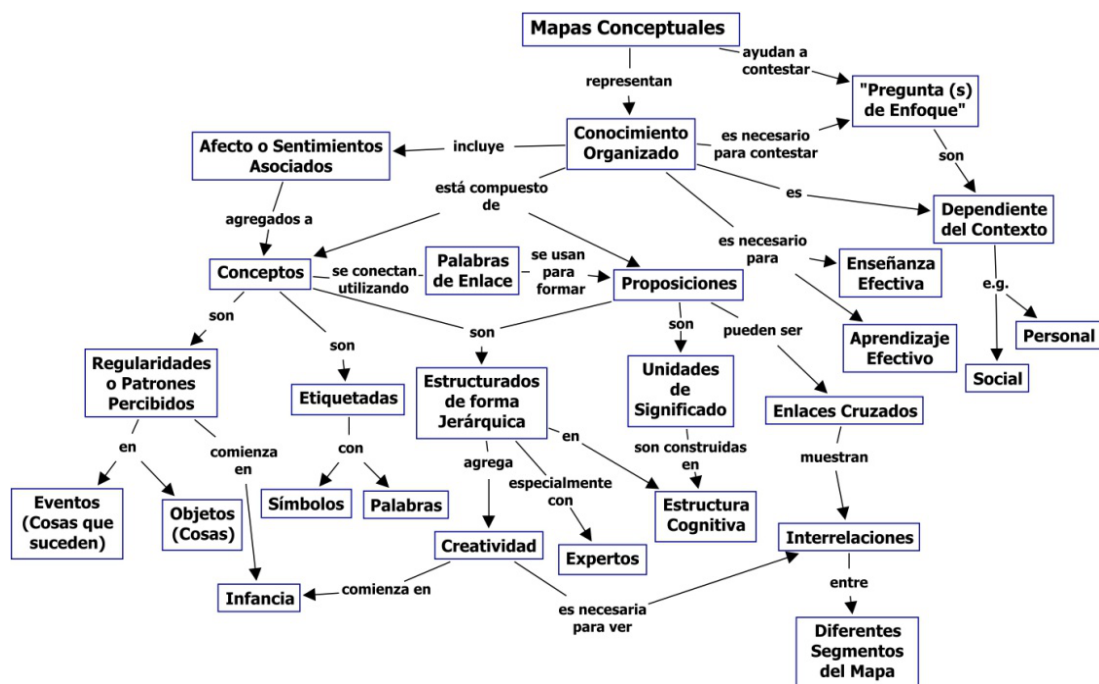 Mapas Conceptuales
ayudan a
contestar
representan
"Pregunta (s)
de Enfoque"
Conocimiento
Organizado
es necesario
para contestar
Afecto o Sentimientos
Asociados
incluye
son
está compuesto
de
es
Dependiente
del Contexto
agregados a
es necesario
para
Conceptos
se conectan
utilizando
Palabras
de Enlace
se usan
para
formar
Proposiciones
Enseñanza
Efectiva
e.g.
son
son
son
son
pueden ser
Aprendizaje
Efectivo
Personal
Social
Regularidades
o Patrones
Percibidos
Etiquetadas
Estructurados
de forma
Jerárquica
Unidades
de
Significado
Enlaces Cruzados
en
comienza
en
con
agrega
especialmente
con
en
son construidas
en
muestran
Eventos
(Cosas que
suceden)
Objetos
(Cosas)
Símbolos
Palabras
Estructura
Cognitiva
Creatividad
Expertos
Interrelaciones
Infancia
comienza en
es necesaria
para ver
entre
Diferentes
Segmentos
del Mapa